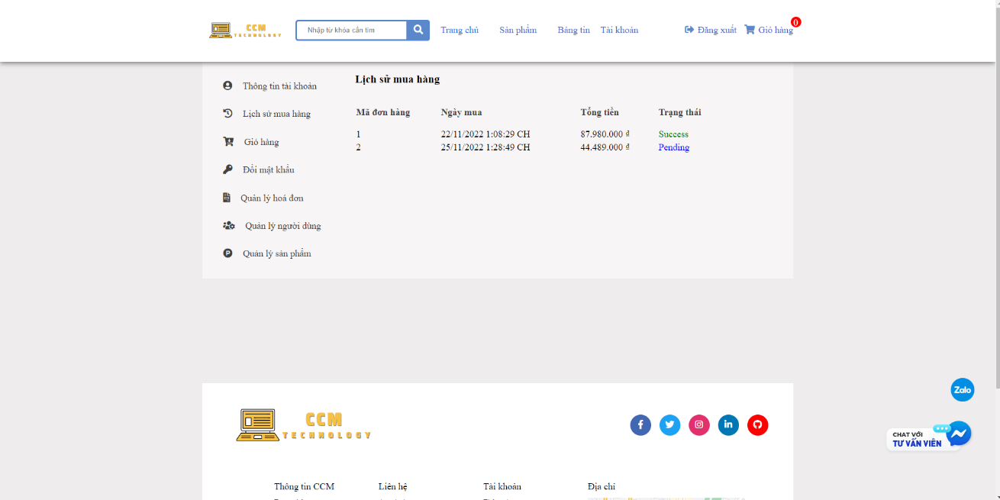 CCM
TECHNOLOGY
Nhập từ khóa cần tìm
Trang chủ
Sản phẩm
Bảng tin
Tài khoản
Đăng xuất
Giỏ hàng
0
Thông tin tài khoản
Lịch sử mua hàng
Giỏ hàng
Đổi mật khẩu
Quản lý hoá đơn
Quản lý người dùng
Quản lý sản phẩm
Lịch sử mua hàng
Mã đơn hàng Ngày mua Tổng tiền Trạng thái
1 22/11/2022 1:08:29 CH 87.980.000 đ Success
2 25/11/2022 1:28:49 CH 44.489.000 đ Pending
Zalo
CHAT VỚI
TƯ VẤN VIÊN
CCM
TECHNOLOGY
Thông tin CCM
Liên hệ
Tài khoản
Địa chỉ